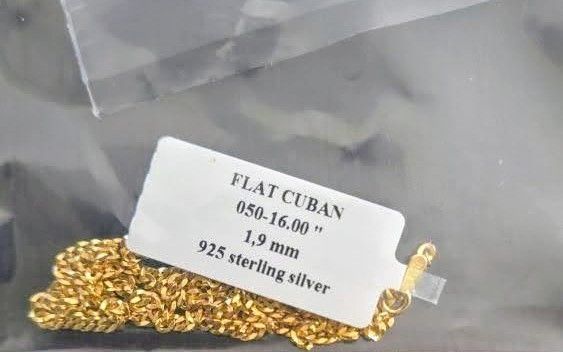 FLAT CUBAN
050-16.00 "
1,9 mm
925 sterling silver